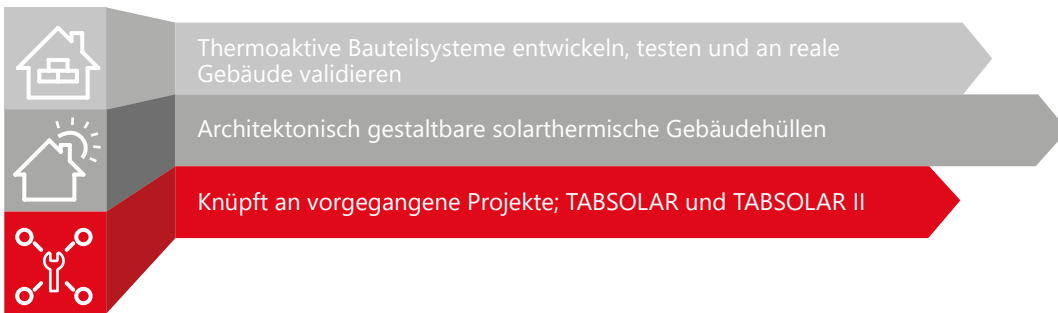 Thermoaktive Bauteilsysteme entwickeln, testen und an reale
Gebäude validieren
Architektonisch gestaltbare solarthermische Gebäudehüllen
Knüpft an vorgegangene Projekte; TABSOLAR und TABSOLAR II